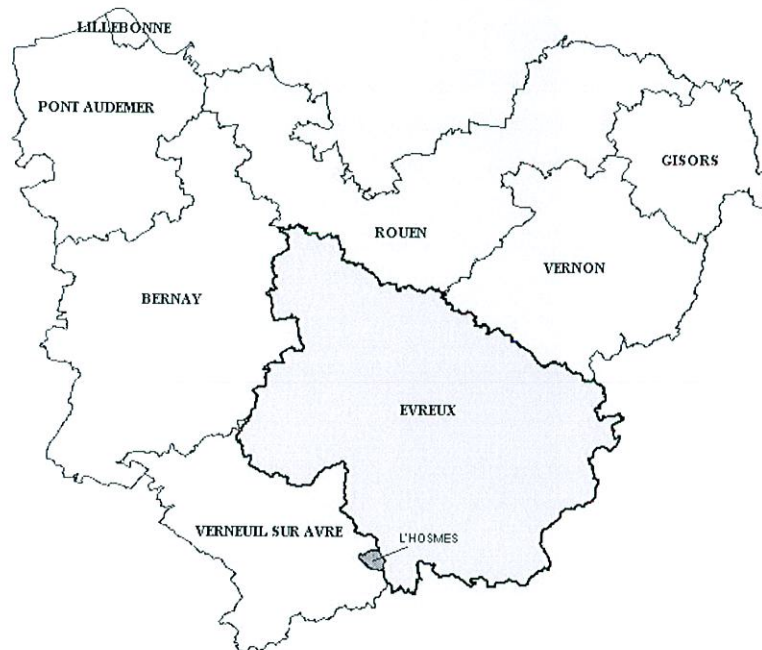 LILLEBONNE
PONT AUDEMER
GISORS
ROUEN
VERNON
BERNAY
EVREUX
VERNEUIL SUR AVRE
L'HOSMES